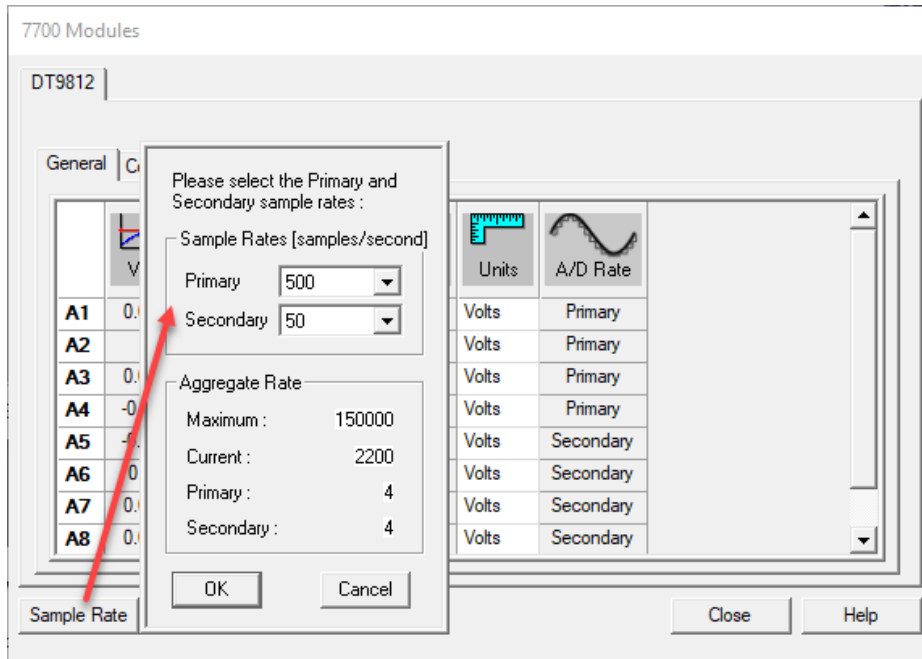 7700 Modules
DT9812
General
Please select the Primary and
Secondary sample rates :
Sample Rates [samples/second]
Primary 500
Secondary 50
Aggregate Rate
Maximum : 150000
Current : 2200
Primary : 4
Secondary : 4
OK Cancel
Units A/D Rate
A1 Volts Primary
A2 Volts Primary
A3 Volts Primary
A4 Volts Primary
A5 Volts Secondary
A6 Volts Secondary
A7 Volts Secondary
A8 Volts Secondary
Sample Rate Close Help